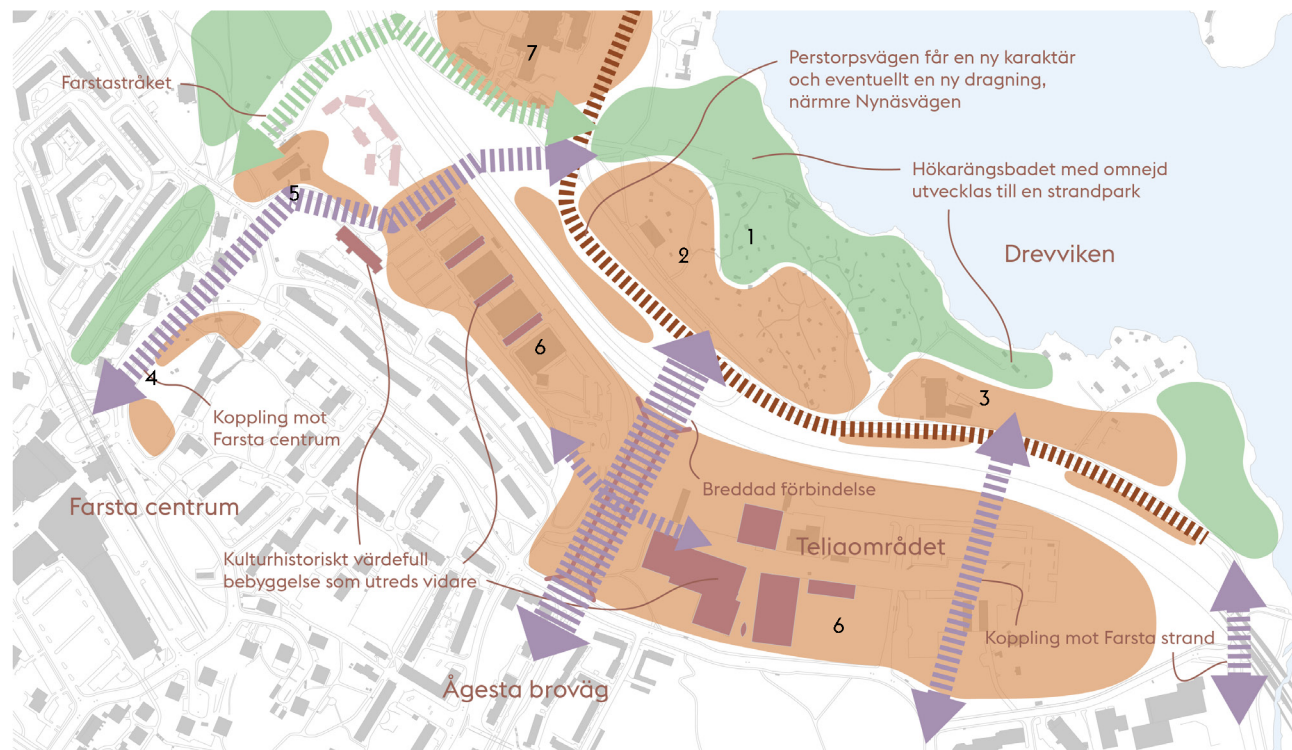 7
Farstastråket
Perstorpsvägen får en ny karaktär
och eventuellt en ny dragning,
närmre Nynäsvägen
Hökarängsbadet med omnejd
utvecklas till en strandpark
5
1
2
Drevviken
6
4
3
Koppling mot
Farsta centrum
Breddad förbindelse
Farsta centrum
Teliaområdet
Kulturhistoriskt värdefull
bebyggelse som utreds vidare
6
Koppling mot Farsta strand
Ågesta broväg